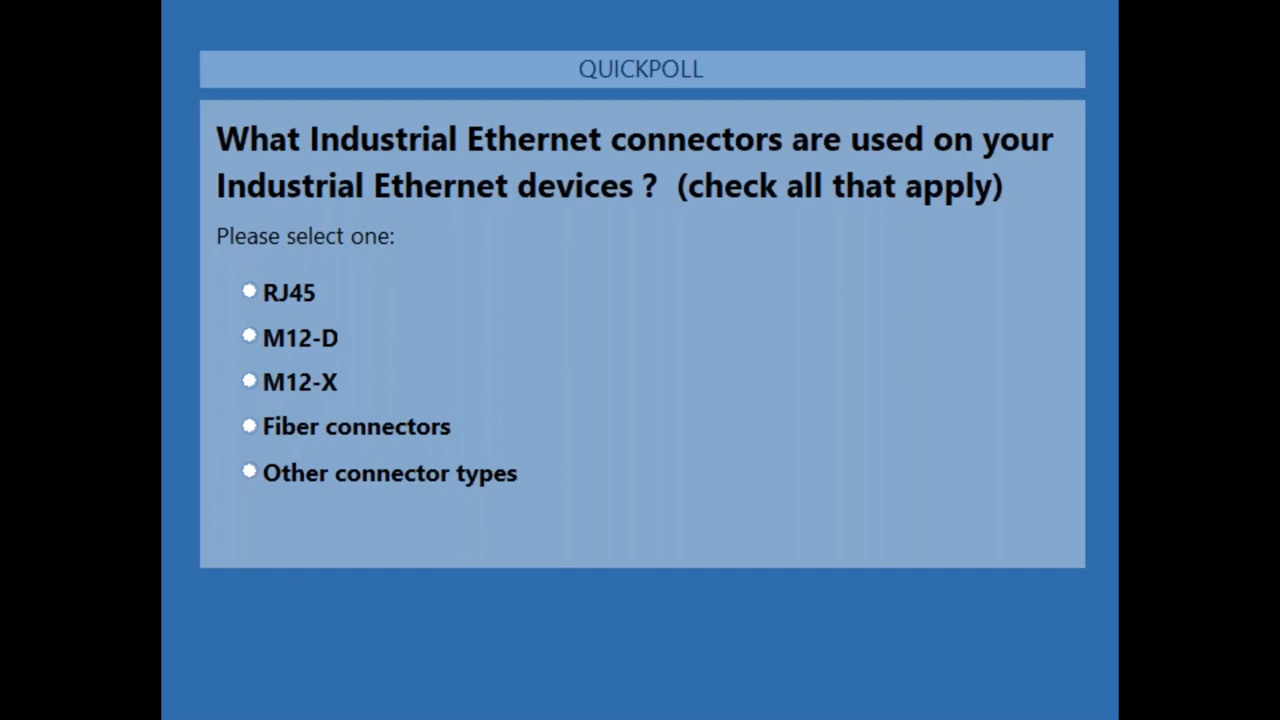 QUICKPOLL
What Industrial Ethernet connectors are used on your
Industrial Ethernet devices ?  (check all that apply)
Please select one:
RJ45
M12-D
M12-X
Fiber connectors
Other connector types